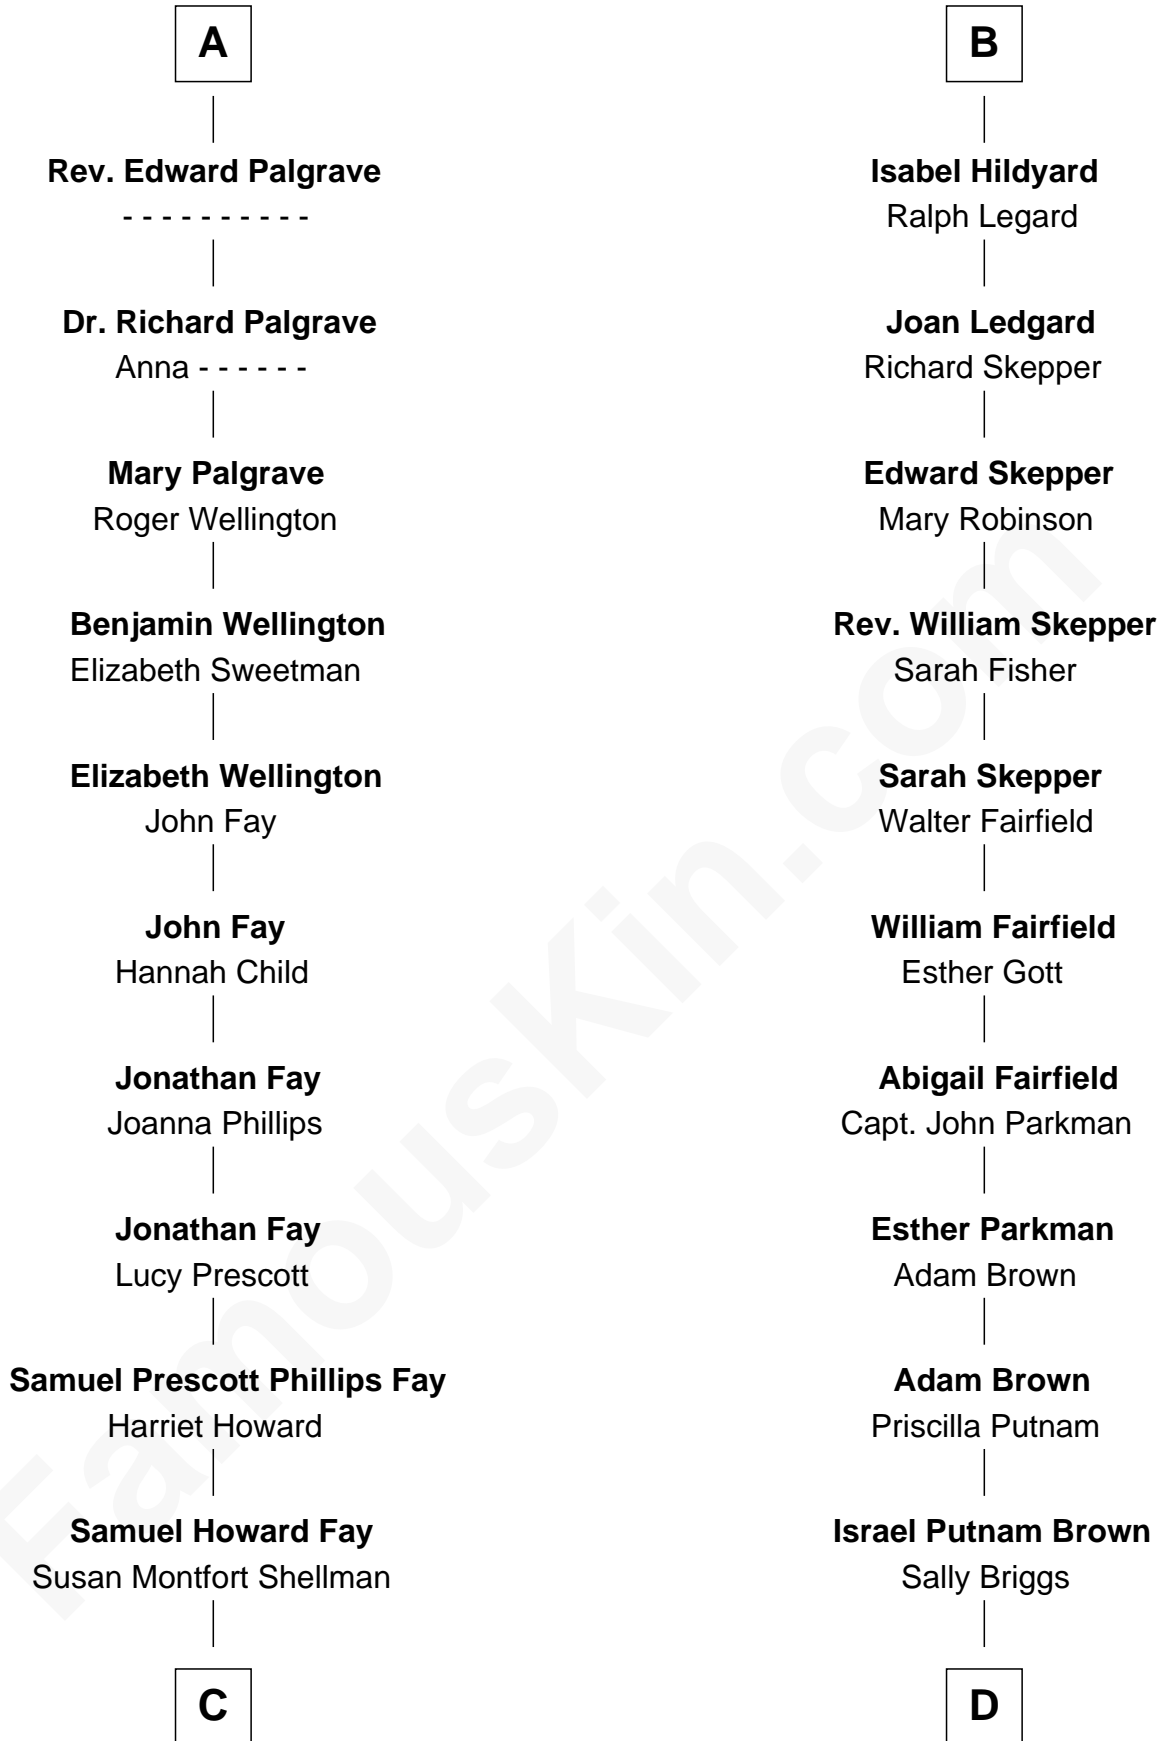 A
Rev. Edward Palgrave
- - - - - - - - - -
Dr. Richard Palgrave
Anna - - - - - -
Mary Palgrave
Roger Wellington
Benjamin Wellington
Elizabeth Sweetman
Elizabeth Wellington
John Fay
John Fay
Hannah Child
Jonathan Fay
Joanna Phillips
Jonathan Fay
Lucy Prescott
Samuel Prescott Phillips Fay
Harriet Howard
Samuel Howard Fay
Susan Montfort Shellman
C
B
Isabel Hildyard
Ralph Legard
Joan Ledgard
Richard Skepper
Edward Skepper
Mary Robinson
Rev. William Skepper
Sarah Fisher
Sarah Skepper
Walter Fairfield
William Fairfield
Esther Gott
Abigail Fairfield
Capt. John Parkman
Esther Parkman
Adam Brown
Adam Brown
Priscilla Putnam
Israel Putnam Brown
Sally Briggs
D
FamousKin.com